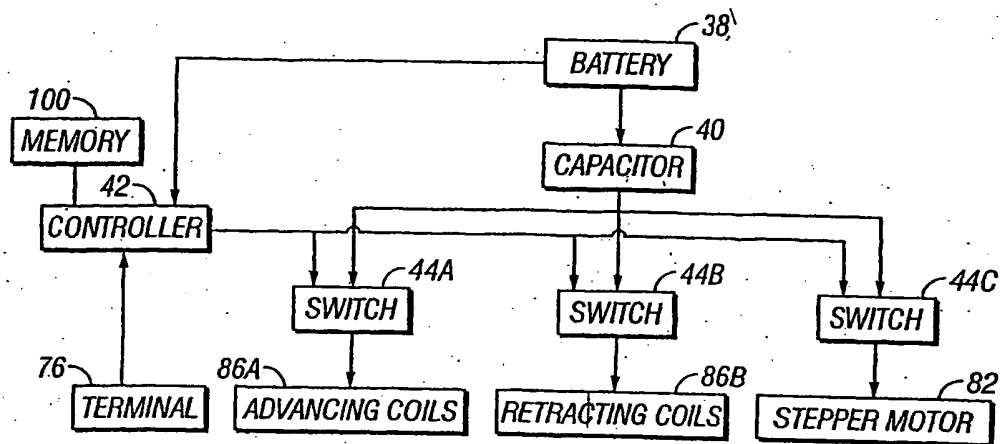 38
BATTERY
100
MEMORY
40
CAPACITOR
42
CONTROLLER
44A
SWITCH
44B
SWITCH
44C
SWITCH
76
TERMINAL
86A
ADVANCING COILS
86B
RETRACTING COILS
82
STEPPER MOTOR